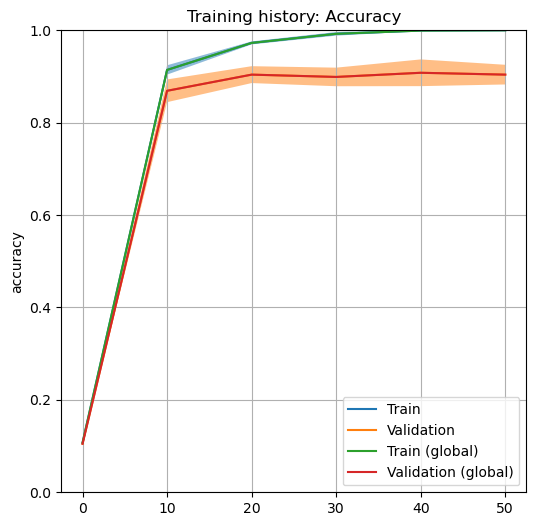 Training history: Accuracy
1.0
0.8
0.6
0.4
0.2
0.0
accuracy
0 10 20 30 40 50
Train
Validation
Train (global)
Validation (global)